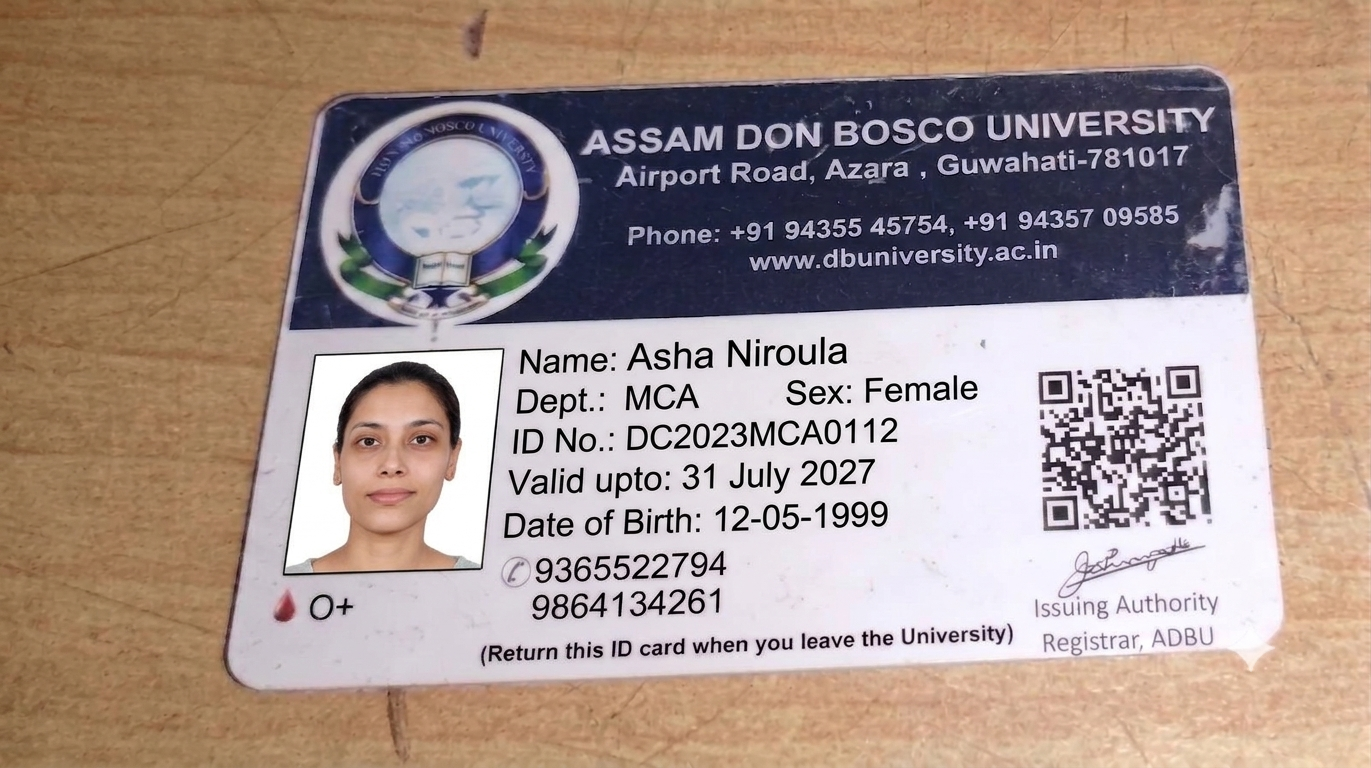 ASSAM DON BOSCO UNIVERSITY
Airport Road, Azara , Guwahati-781017
Phone: +91 94355 45754, +91 94357 09585
www.dbuniversity.ac.in
Name: Asha Niroula
Dept.: MCA Sex: Female
ID No.: DC2023MCA0112
Valid upto: 31 July 2027
Date of Birth: 12-05-1999
9365522794
9864134261
O+
(Return this ID card when you leave the University)
Issuing Authority
Registrar, ADBU